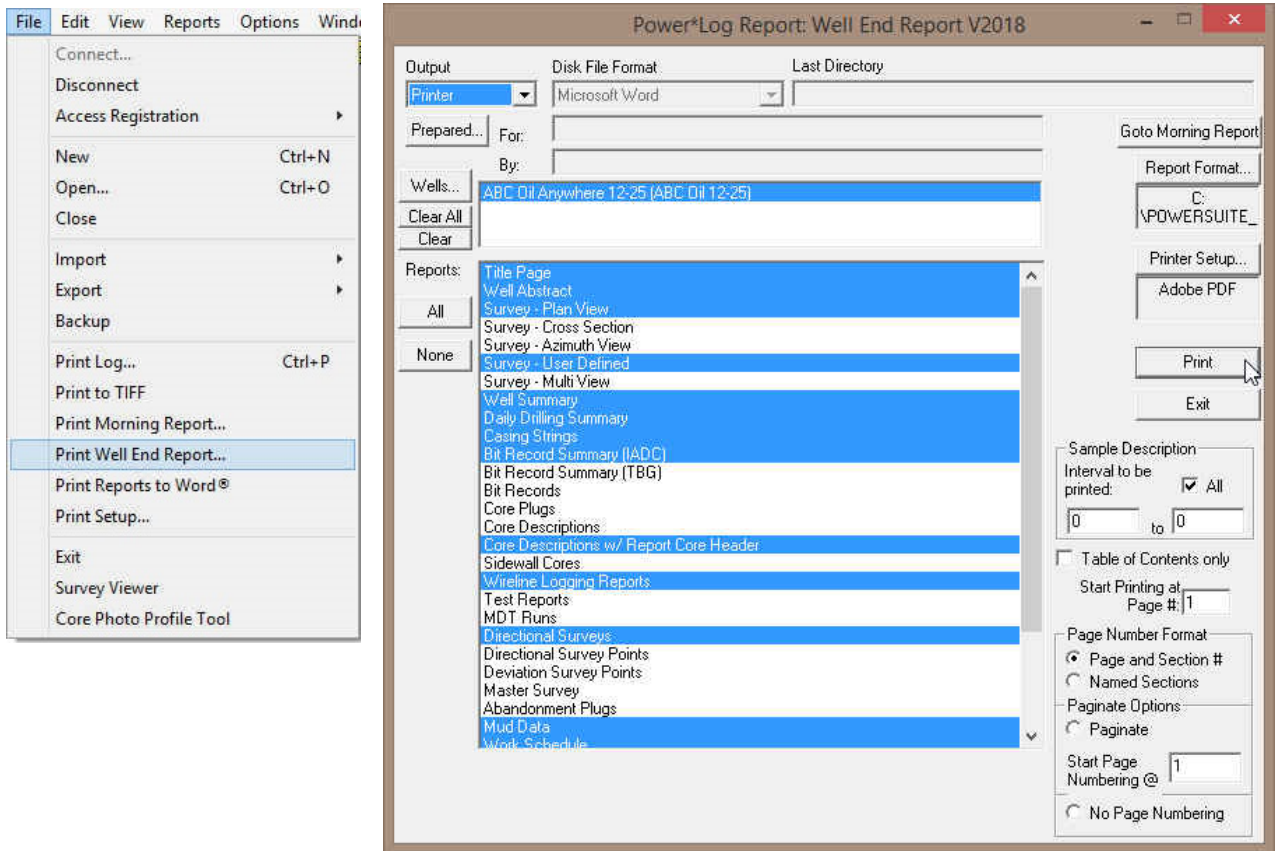 File Edit View Reports Options
Connect...
Disconnect
Access Registration
New Ctrl+N
Open... Ctrl+O
Close
Import
Export
Backup
Print Log... Ctrl+P
Print to TIFF
Print Morning Report...
Print Well End Report...
Print Reports to Word®
Print Setup...
Exit
Survey Viewer
Core Photo Profile Tool
Power*Log Report: Well End Report V2018
Output Disk File Format Last Directory
Printer Microsoft Word
Prepared... For:
By:
Goto Morning Report
Report Format...
C:
\POWERSUITE_
Printer Setup...
Adobe PDF
Print
Exit
Wells...
Clear All
Clear
ABC Oil Anywhere 12-25 (ABC Oil 12-25)
Reports:
All
None
Title Page
Well Abstract
Survey - Plan View
Survey - Cross Section
Survey - Azimuth View
Survey - User Defined
Survey - Multi View
Well Summary
Daily Drilling Summary
Casing Strings
Bit Record Summary (IADC)
Bit Record Summary (TBG)
Bit Records
Core Plugs
Core Descriptions
Core Descriptions w/ Report Core Header
Sidewall Cores
Wireline Logging Reports
Test Reports
MDT Runs
Directional Surveys
Directional Survey Points
Deviation Survey Points
Master Survey
Abandonment Plugs
Mud Data
Work Schedule
Sample Description
Interval to be
printed: All
0 to 0
Table of Contents only
Start Printing at
Page #: 1
Page Number Format
Page and Section #
Named Sections
Paginate Options
Paginate
Start Page
Numbering @ 1
No Page Numbering